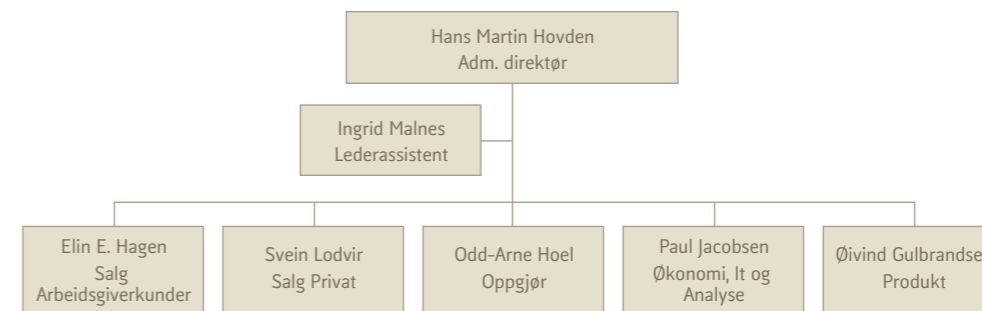 Hans Martin Hovden
Adm. direktør
Ingrid Malnes
Lederassistent
Elin E. Hagen
Salg
Arbeidsgiverkunder
Svein Lodvir
Salg Privat
Odd-Arne Hoel
Oppgjør
Paul Jacobsen
Økonomi, It og
Analyse
Øivind Gulbrandse
Produkt